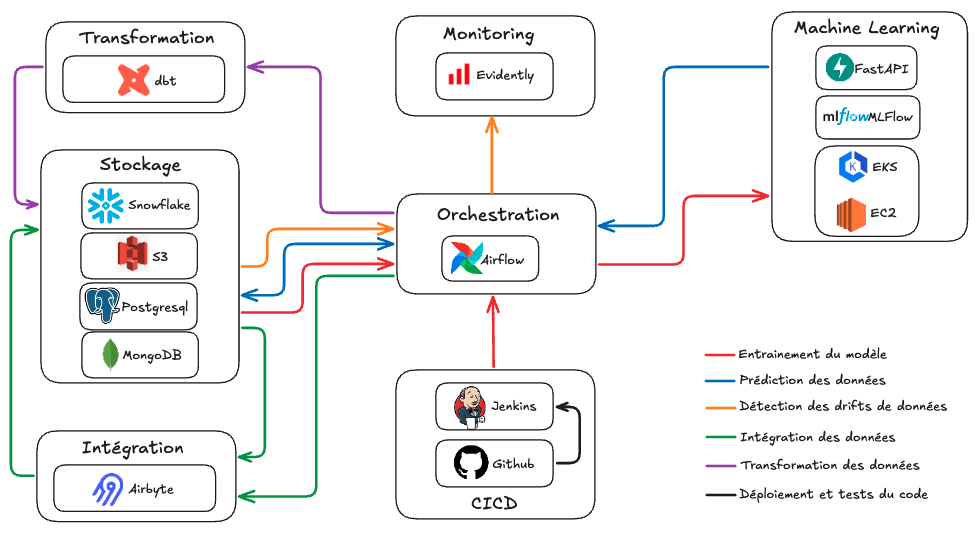 Transformation
dbt
Monitoring
Evidently
Machine Learning
FastAPI
mlflow MLFlow
EKS
EC2
Stockage
Snowflake
S3
Postgresql
MongoDB
Orchestration
Airflow
Intégration
Airbyte
Jenkins
Github
CICD
Entrainement du modèle
Prédiction des données
Détection des drifts de données
Intégration des données
Transformation des données
Déploiement et tests du code